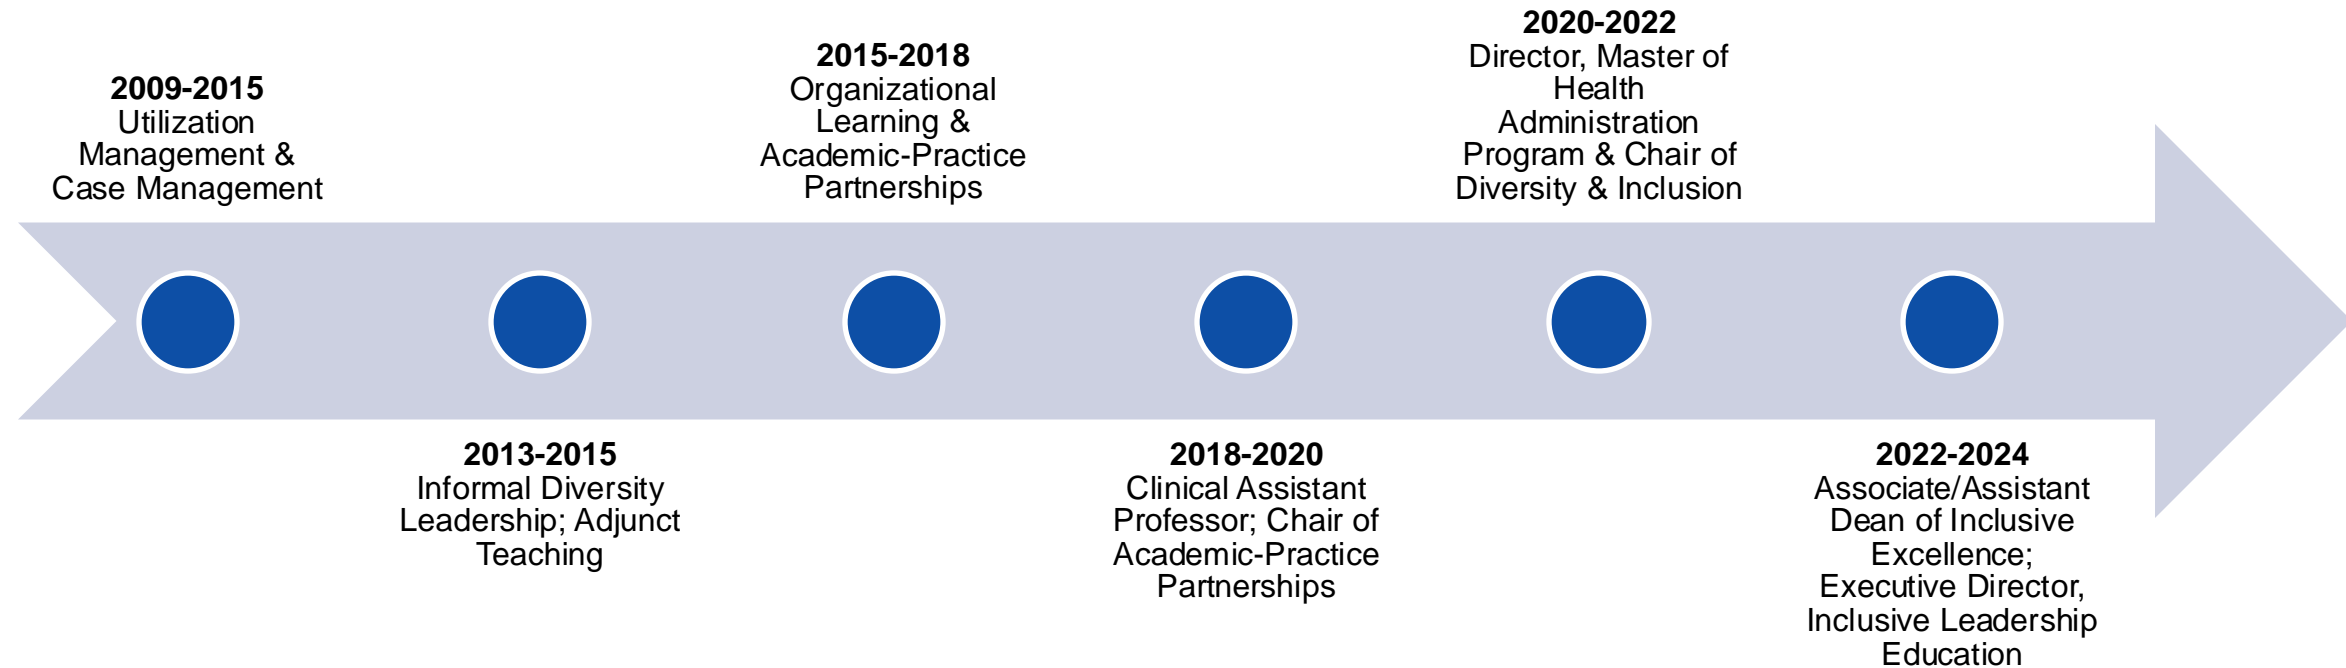 2009-2015
Utilization
Management &
Case Management
2013-2015
Informal Diversity
Leadership; Adjunct
Teaching
2015-2018
Organizational
Learning &
Academic-Practice
Partnerships
2018-2020
Clinical Assistant
Professor; Chair of
Academic-Practice
Partnerships
2020-2022
Director, Master of
Health
Administration
Program & Chair of
Diversity & Inclusion
2022-2024
Associate/Assistant
Dean of Inclusive
Excellence;
Executive Director,
Inclusive Leadership
Education